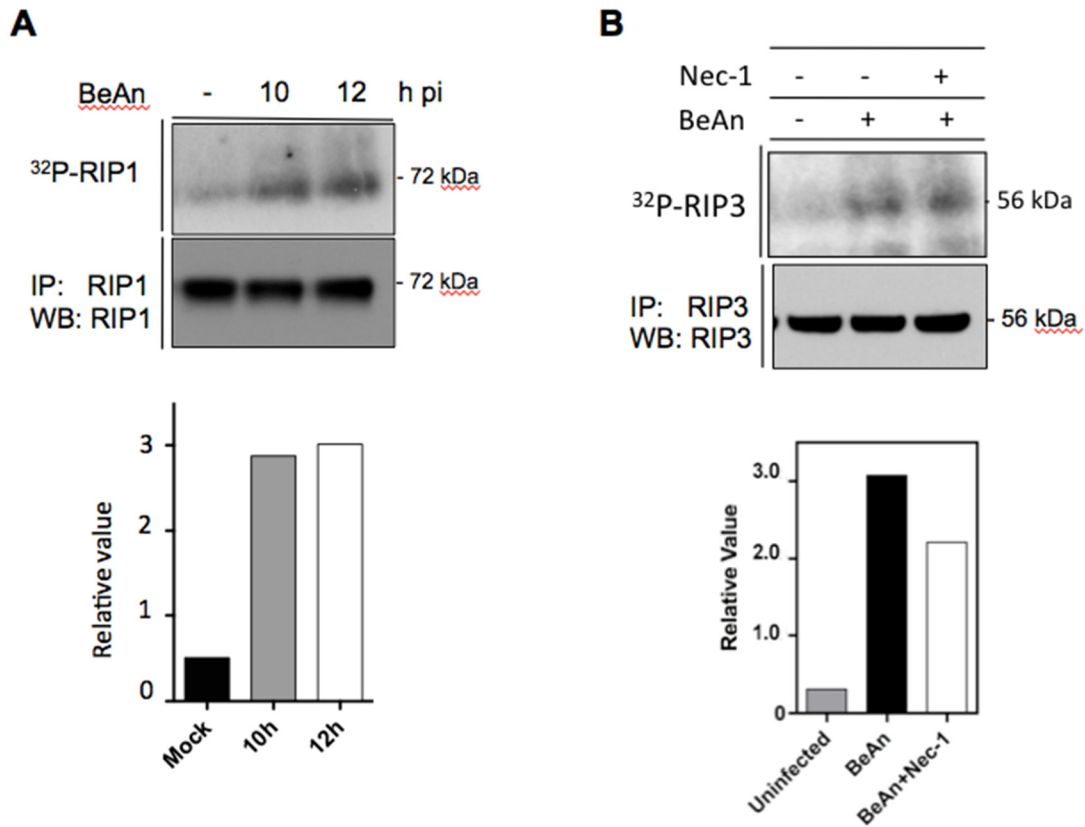 A
BeAn - 10 12 h pi
³²P-RIP1
- 72 kDa
IP: RIP1
WB: RIP1
- 72 kDa
Relative value
3
2
1
0
Mock
10h
12h
B
Nec-1 - - +
BeAn - + +
³²P-RIP3
- 56 kDa
IP: RIP3
WB: RIP3
- 56 kDa
Relative Value
3.0
2.0
1.0
0
Uninfected
BeAn
BeAn+Nec-1